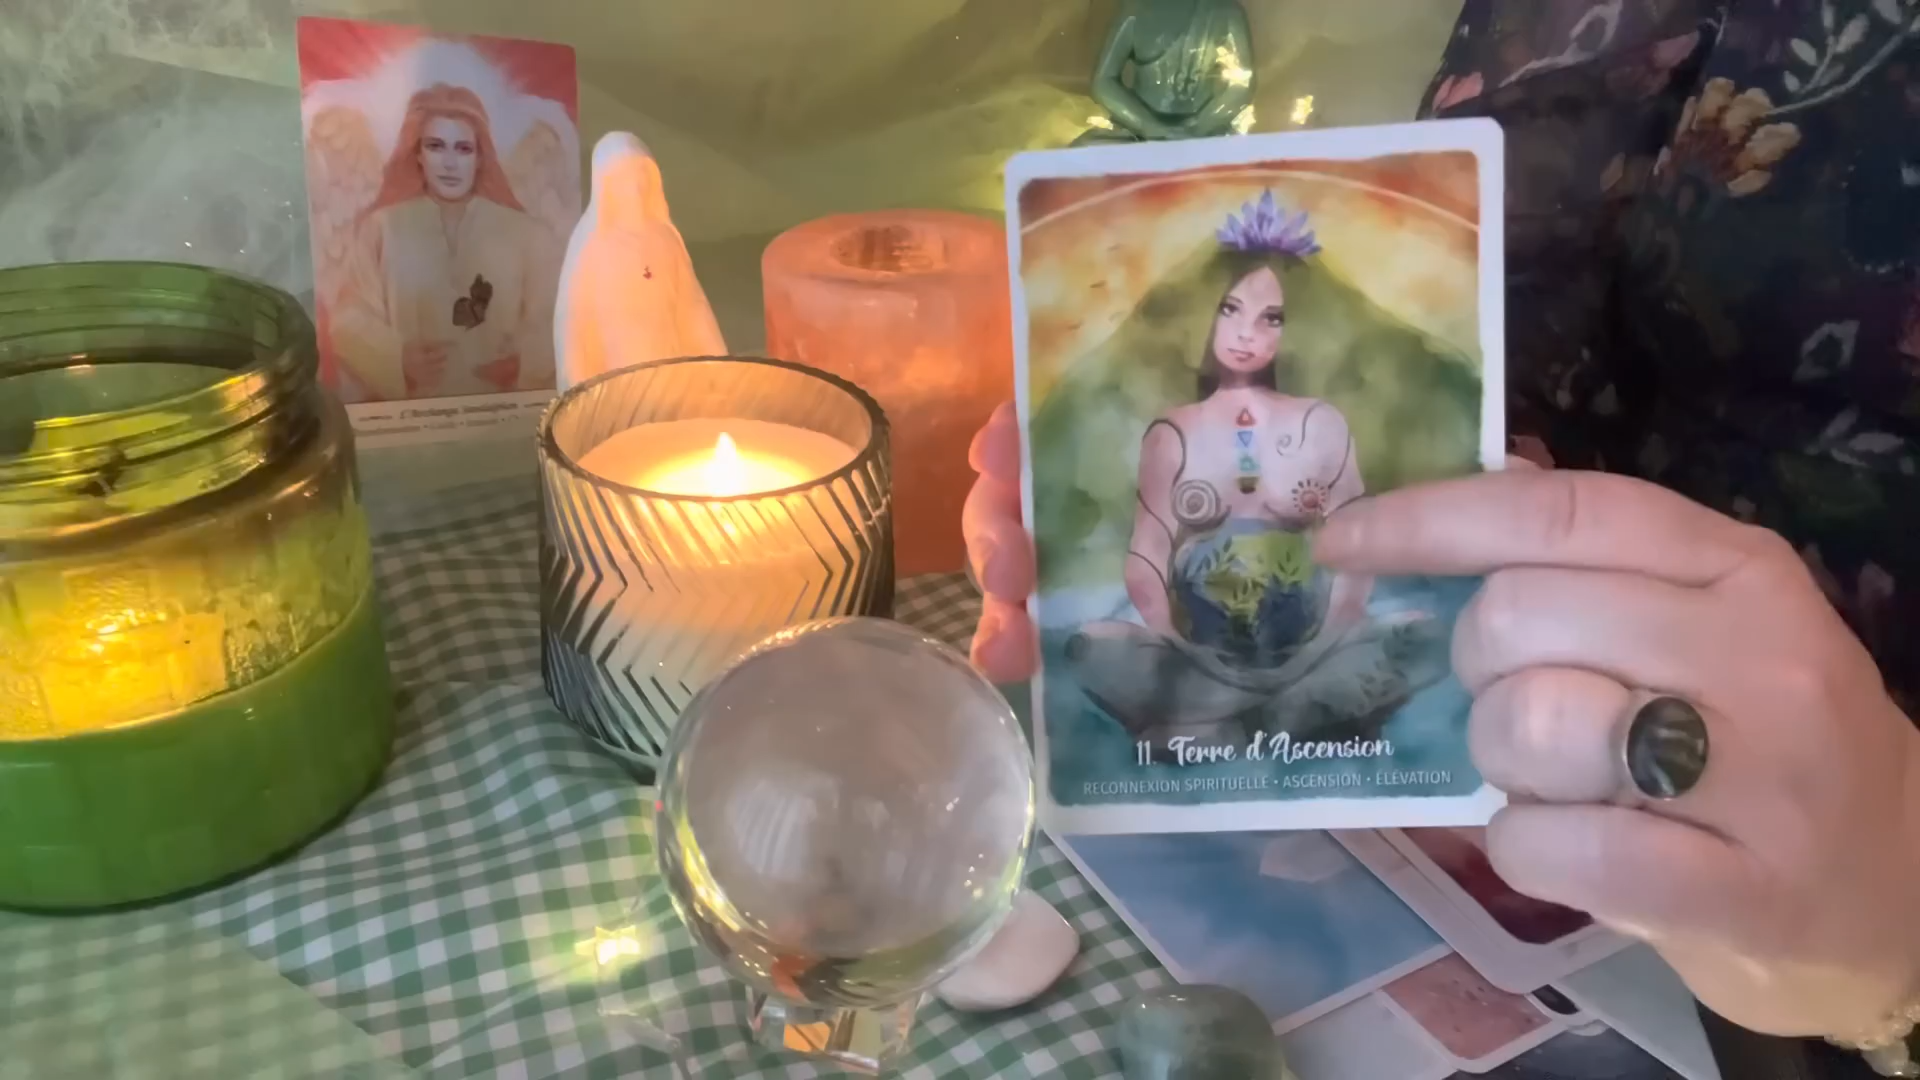 11. Terre d'Ascension
RECONNEXION SPIRITUELLE • ASCENSION • ÉLÉVATION